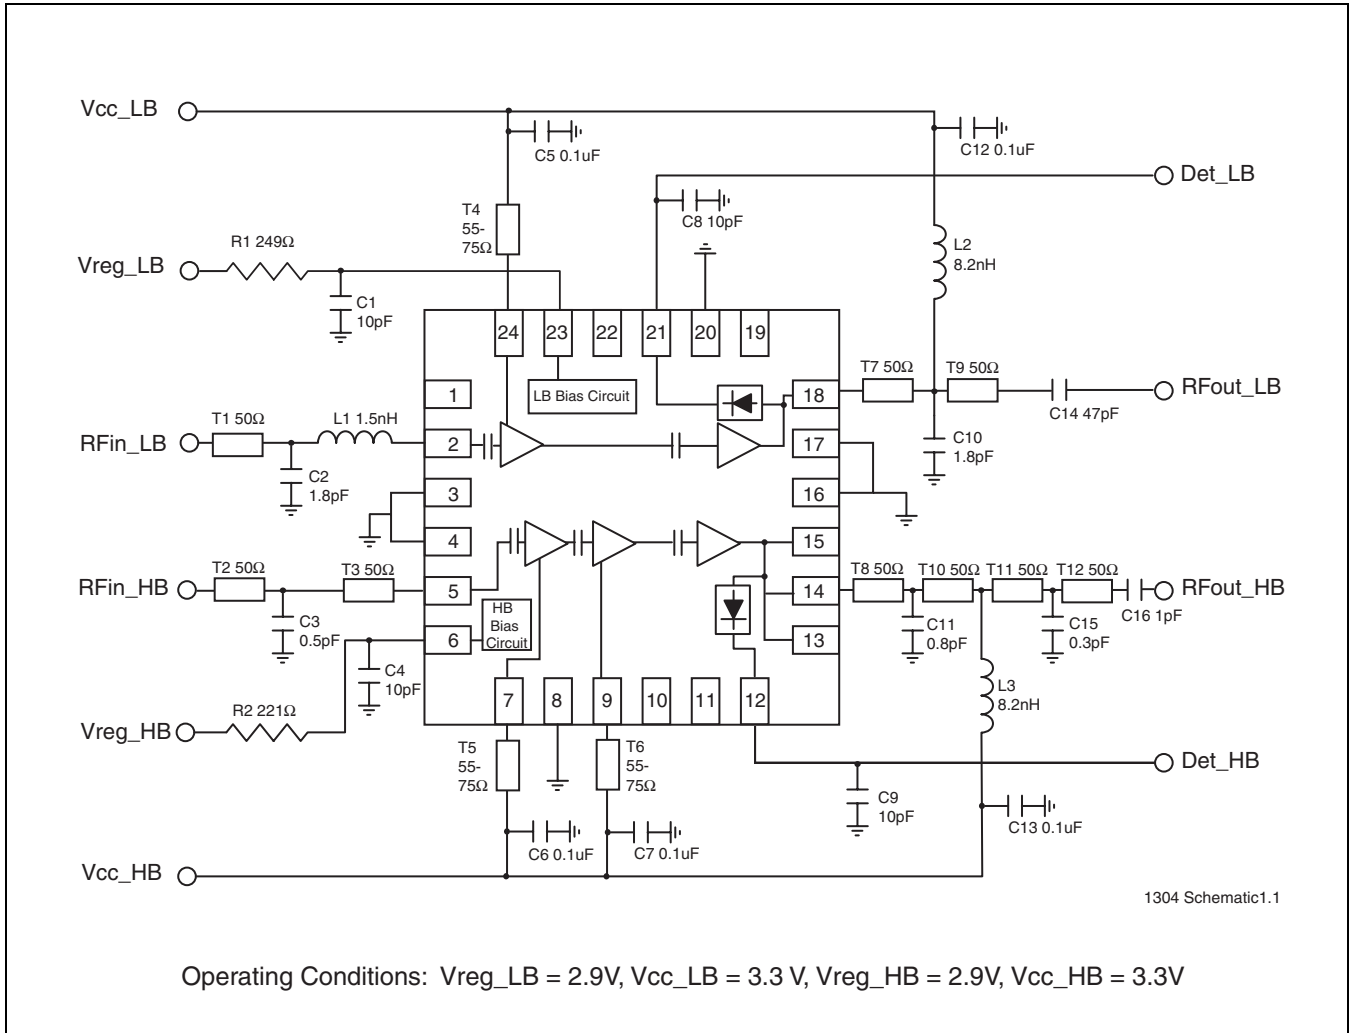 Vcc_LB
C5 0.1uF
C12 0.1uF
Det_LB
T4
55-
75Ω
C8 10pF
R1 249Ω
L2
8.2nH
Vreg_LB
C1
10pF
24
23
22
21
20
19
LB Bias Circuit
1
18
T7 50Ω
T9 50Ω
RFout_LB
C14 47pF
T1 50Ω
L1 1.5nH
RFin_LB
2
17
C10
1.8pF
C2
1.8pF
3
16
4
15
T2 50Ω
T3 50Ω
RFin_HB
5
14
T8 50Ω
T10 50Ω
T11 50Ω
T12 50Ω
RFout_HB
C16 1pF
HB
Bias
Circuit
C3
0.5pF
6
13
C11
0.8pF
C15
0.3pF
C4
10pF
L3
8.2nH
7
8
9
10
11
12
R2 221Ω
Vreg_HB
T5
55-
75Ω
T6
55-
75Ω
Det_HB
C9
10pF
C6 0.1uF
C7 0.1uF
C13 0.1uF
Vcc_HB
1304 Schematic1.1
Operating Conditions: Vreg_LB = 2.9V, Vcc_LB = 3.3 V, Vreg_HB = 2.9V, Vcc_HB = 3.3V